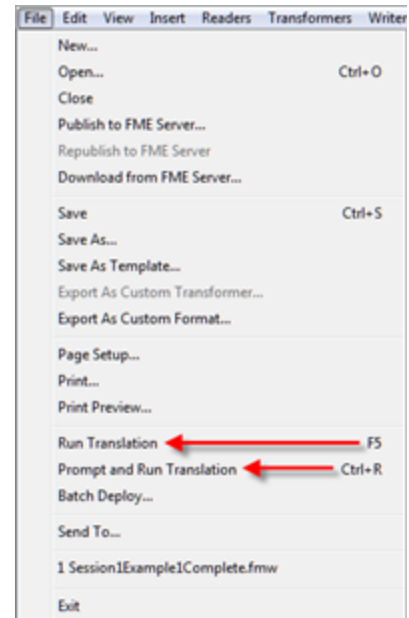 File Edit View Insert Readers Transformers Writer
New...
Open... Ctrl+O
Close
Publish to FME Server...
Republish to FME Server
Download from FME Server...
Save Ctrl+S
Save As...
Save As Template...
Export As Custom Transformer...
Export As Custom Format...
Page Setup...
Print...
Print Preview...
Run Translation F5
Prompt and Run Translation Ctrl+R
Batch Deploy...
Send To...
1 Session1Example1Complete.fmw
Exit